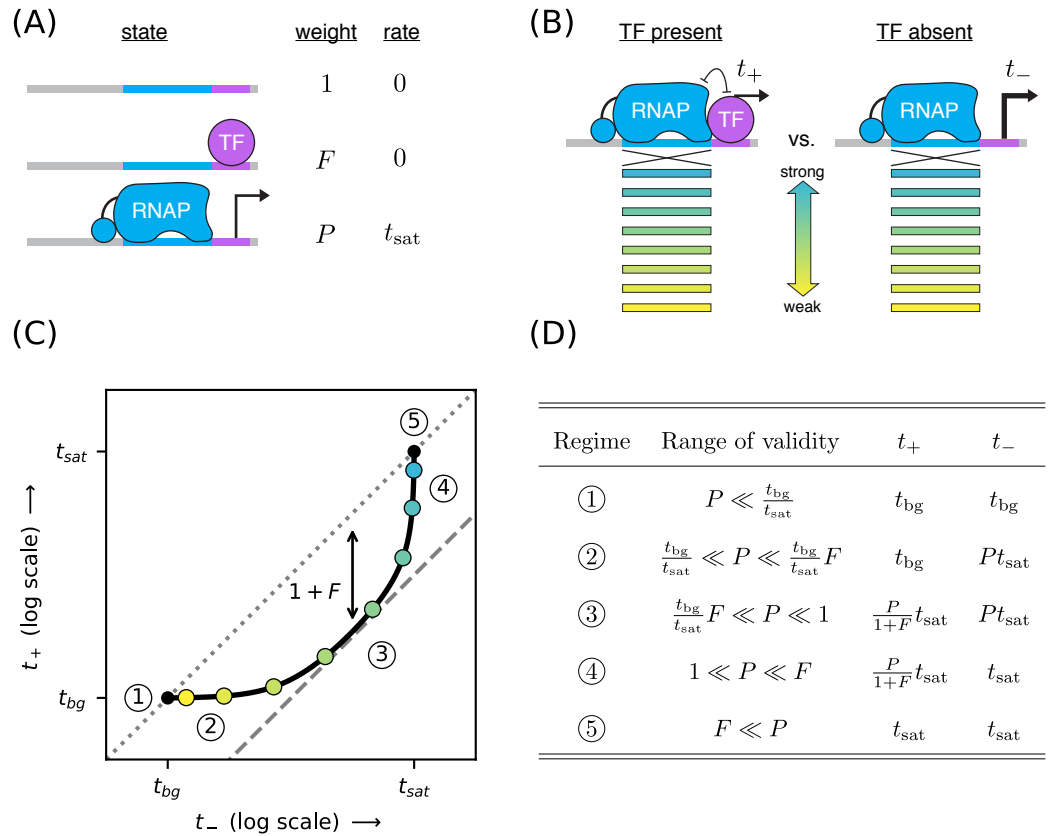 (A)
state weight rate
1 0
TF
F 0
RNAP
P t_sat
(B)
TF present TF absent
t_+ t_-
RNAP TF RNAP
vs.
strong
weak
(C)
t_+ (log scale) ⟶
t_sat
t_bg
1 + F
①
②
③
④
⑤
t_bg t_sat
t_- (log scale) ⟶
(D)
Regime Range of validity t_+ t_-
① P ≪ t_bg/t_sat t_bg t_bg
② t_bg/t_sat ≪ P ≪ t_bg/t_sat F t_bg Pt_sat
③ t_bg/t_sat F ≪ P ≪ 1 P/(1+F) t_sat Pt_sat
④ 1 ≪ P ≪ F P/(1+F) t_sat t_sat
⑤ F ≪ P t_sat t_sat